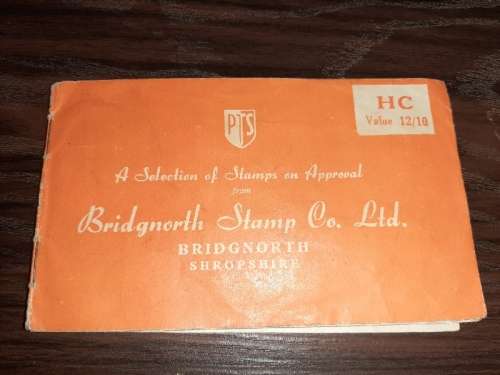 PTS
HC
Value 12/10
A Selection of Stamps on Approval
from
Bridgnorth Stamp Co. Ltd.
BRIDGNORTH
SHROPSHIRE